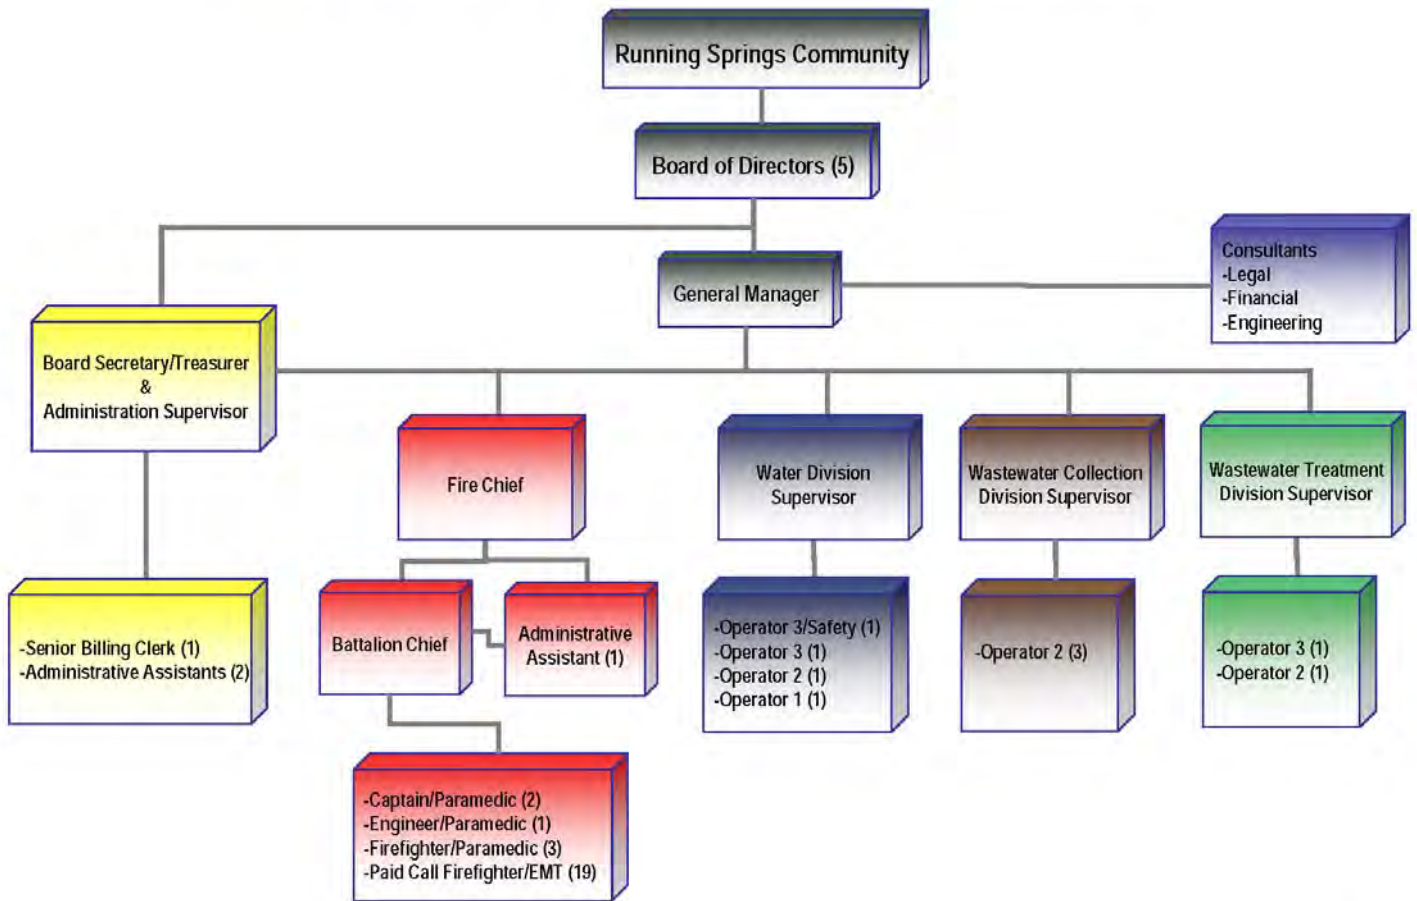 Running Springs Community
Board of Directors (5)
General Manager
Consultants
-Legal
-Financial
-Engineering
Board Secretary/Treasurer
&
Administration Supervisor
Fire Chief
Water Division
Supervisor
Wastewater Collection
Division Supervisor
Wastewater Treatment
Division Supervisor
-Senior Billing Clerk (1)
-Administrative Assistants (2)
Battalion Chief
Administrative
Assistant (1)
-Operator 3/Safety (1)
-Operator 3 (1)
-Operator 2 (1)
-Operator 1 (1)
-Operator 2 (3)
-Operator 3 (1)
-Operator 2 (1)
-Captain/Paramedic (2)
-Engineer/Paramedic (1)
-Firefighter/Paramedic (3)
-Paid Call Firefighter/EMT (19)